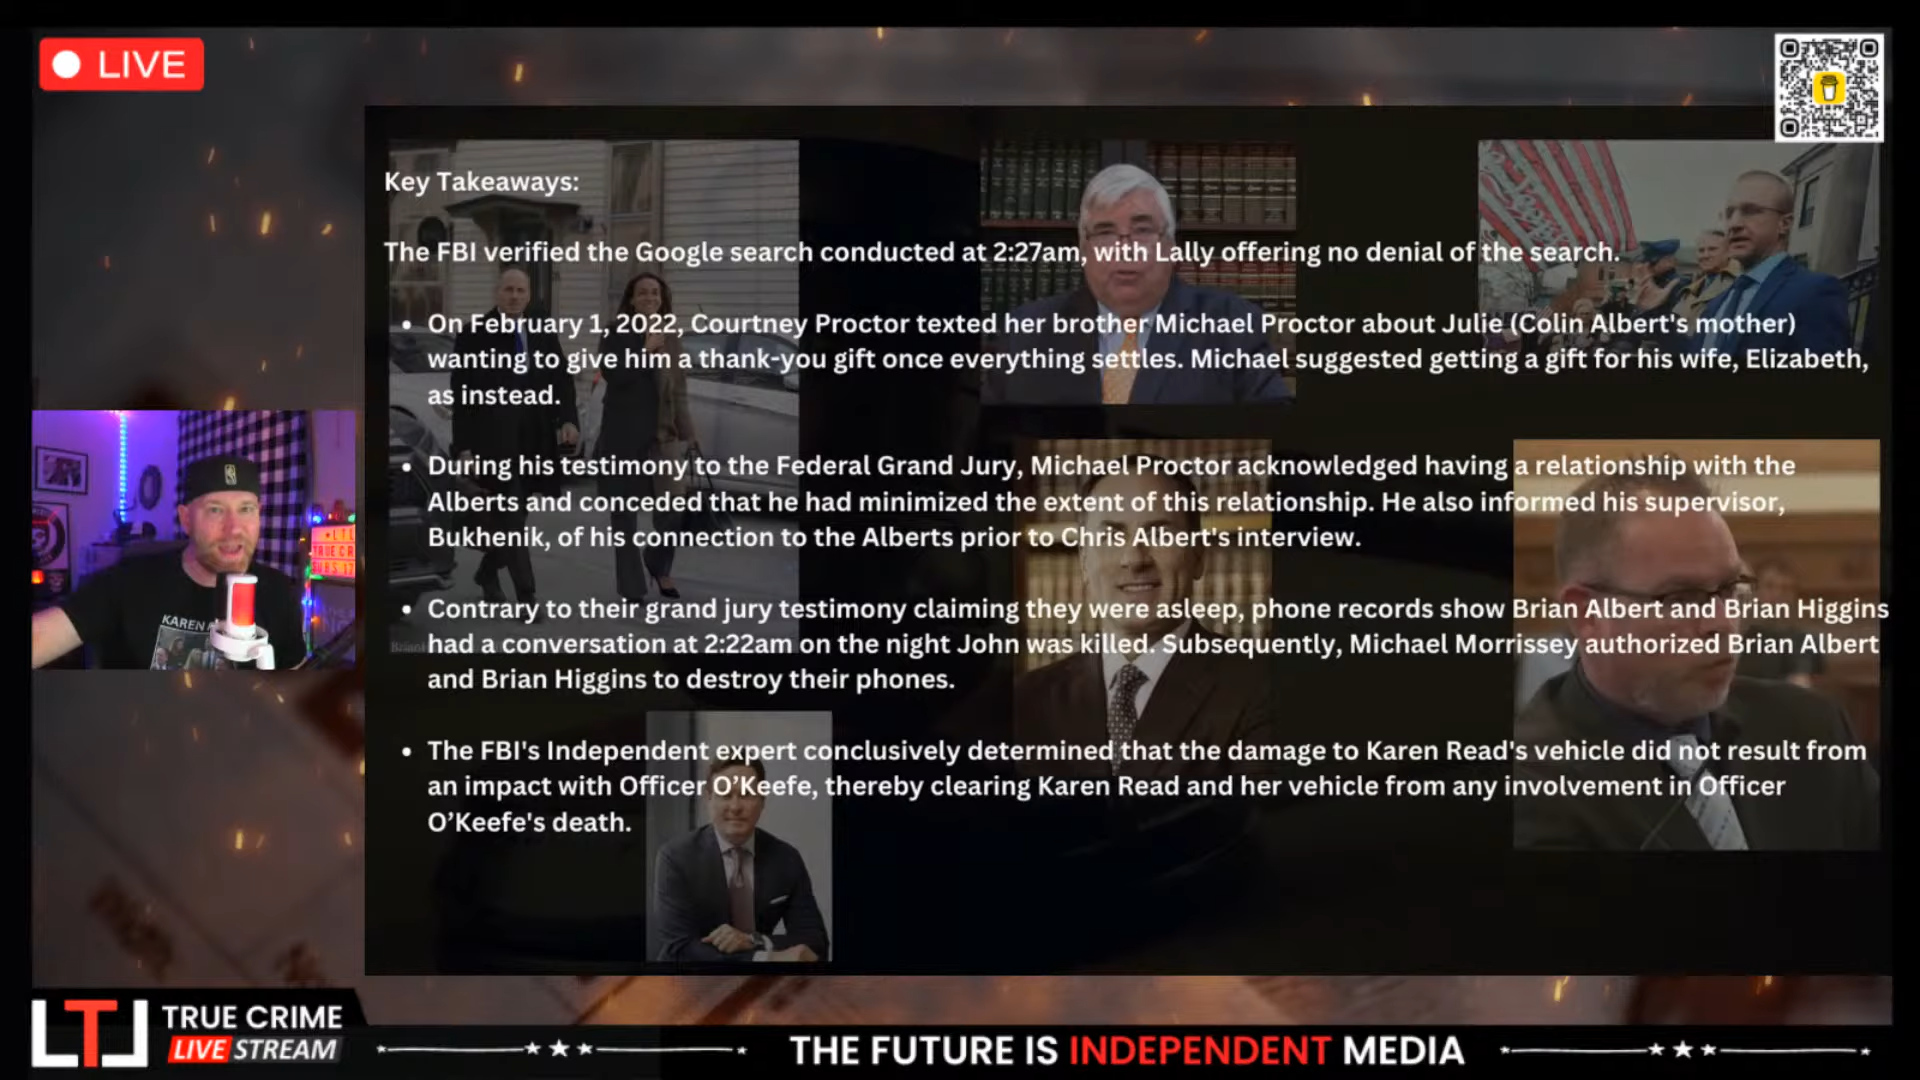 LIVE
Key Takeaways:
The FBI verified the Google search conducted at 2:27am, with Lally offering no denial of the search.
• On February 1, 2022, Courtney Proctor texted her brother Michael Proctor about Julie (Colin Albert's mother)
wanting to give him a thank-you gift once everything settles. Michael suggested getting a gift for his wife, Elizabeth,
as instead.
• During his testimony to the Federal Grand Jury, Michael Proctor acknowledged having a relationship with the
Alberts and conceded that he had minimized the extent of this relationship. He also informed his supervisor,
Bukhenik, of his connection to the Alberts prior to Chris Albert's interview.
• Contrary to their grand jury testimony claiming they were asleep, phone records show Brian Albert and Brian Higgins
had a conversation at 2:22am on the night John was killed. Subsequently, Michael Morrissey authorized Brian Albert
and Brian Higgins to destroy their phones.
• The FBI's Independent expert conclusively determined that the damage to Karen Read's vehicle did not result from
an impact with Officer O’Keefe, thereby clearing Karen Read and her vehicle from any involvement in Officer
O’Keefe's death.
KAREN
LTL
TRUE CR
SUBS 17
LTL TRUE CRIME
LIVE STREAM
THE FUTURE IS INDEPENDENT MEDIA